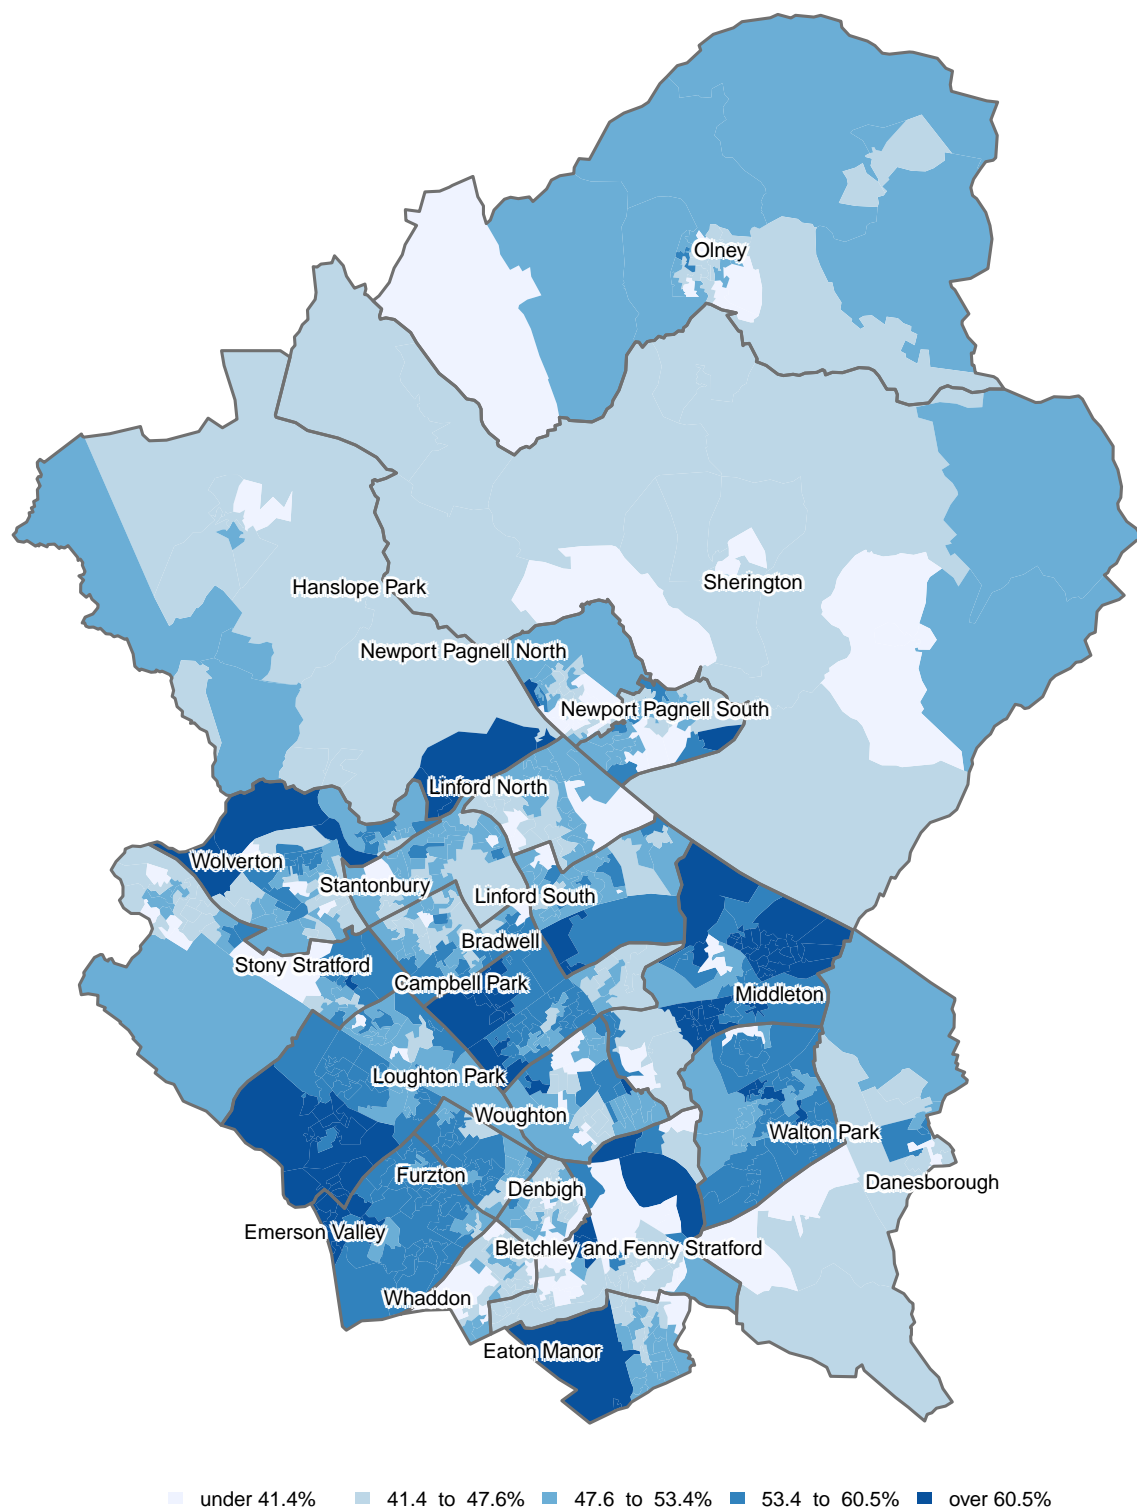 Olney
Hanslope Park
Sherington
Newport Pagnell North
Newport Pagnell South
Linford North
Wolverton
Stantonbury
Linford South
Bradwell
Stony Stratford
Campbell Park
Middleton
Loughton Park
Woughton
Walton Park
Furzton
Denbigh
Danesborough
Emerson Valley
Bletchley and Fenny Stratford
Whaddon
Eaton Manor
under 41.4% 41.4 to 47.6% 47.6 to 53.4% 53.4 to 60.5% over 60.5%